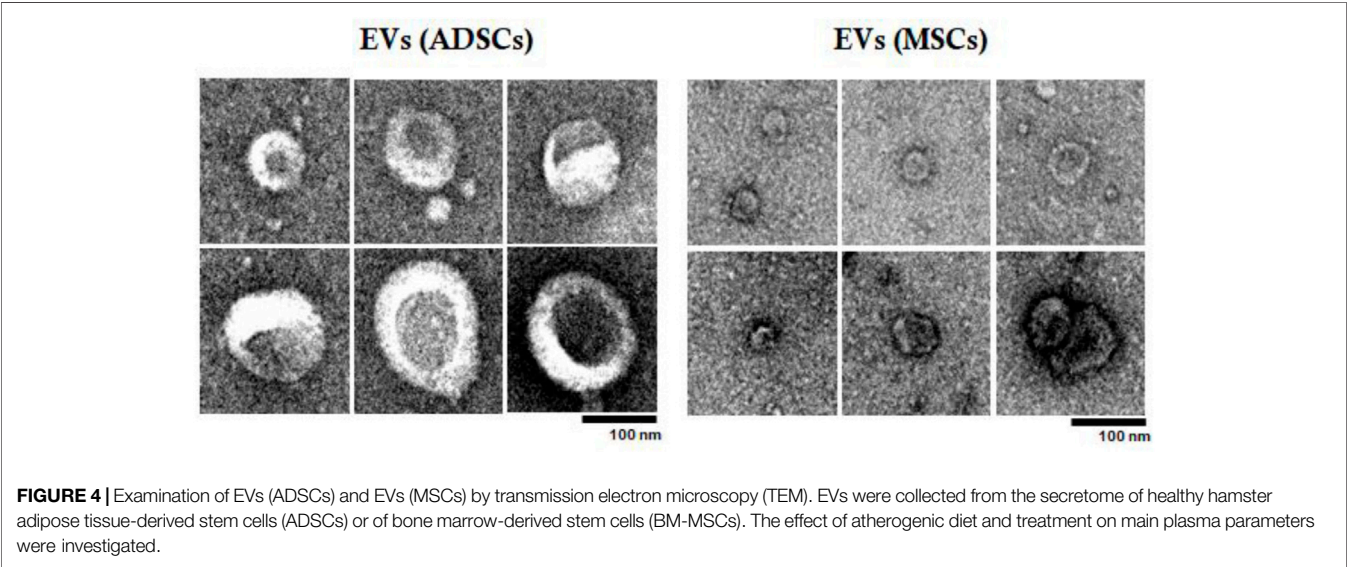 EVs (ADSCs)
EVs (MSCs)
100 nm
100 nm
FIGURE 4 | Examination of EVs (ADSCs) and EVs (MSCs) by transmission electron microscopy (TEM). EVs were collected from the secretome of healthy hamster
adipose tissue-derived stem cells (ADSCs) or of bone marrow-derived stem cells (BM-MSCs). The effect of atherogenic diet and treatment on main plasma parameters
were investigated.